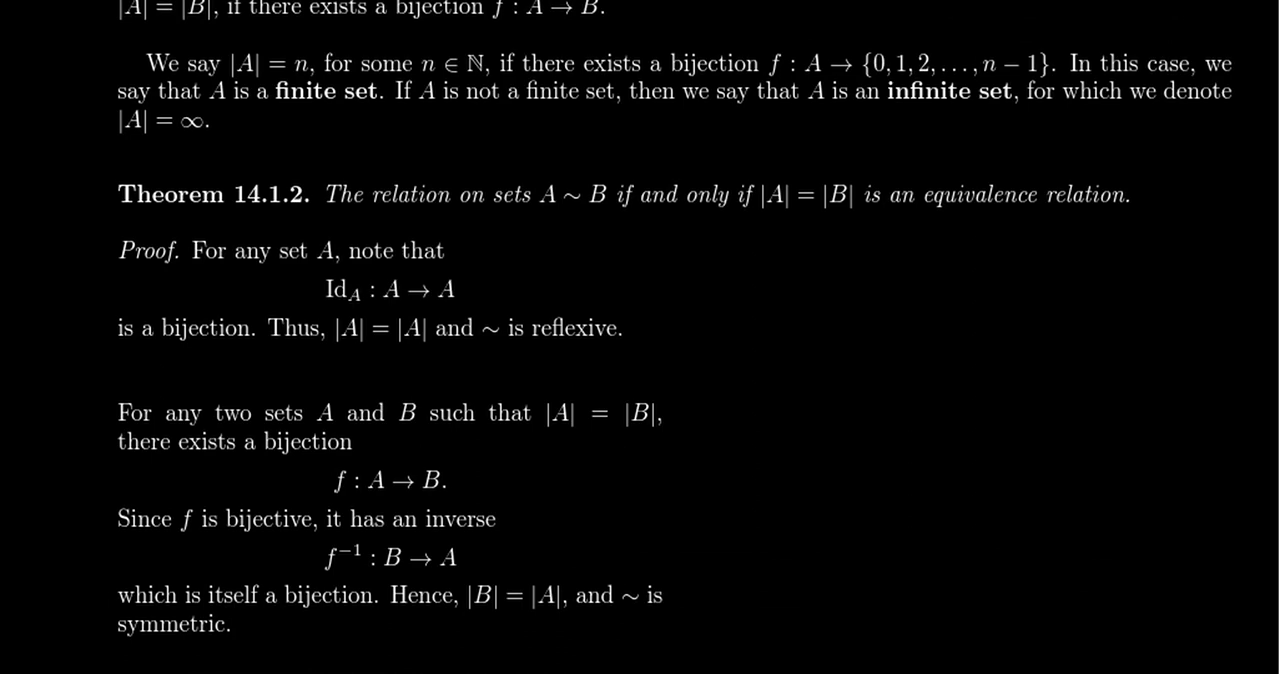 |A| = |B|, if there exists a bijection f : A → B.
We say |A| = n, for some n ∈ ℕ, if there exists a bijection f : A → {0, 1, 2, . . . , n − 1}. In this case, we
say that A is a finite set. If A is not a finite set, then we say that A is an infinite set, for which we denote
|A| = ∞.
Theorem 14.1.2. The relation on sets A ∼ B if and only if |A| = |B| is an equivalence relation.
Proof. For any set A, note that
Id_A : A → A
is a bijection. Thus, |A| = |A| and ∼ is reflexive.
For any two sets A and B such that |A| = |B|,
there exists a bijection
f : A → B.
Since f is bijective, it has an inverse
f⁻¹ : B → A
which is itself a bijection. Hence, |B| = |A|, and ∼ is
symmetric.